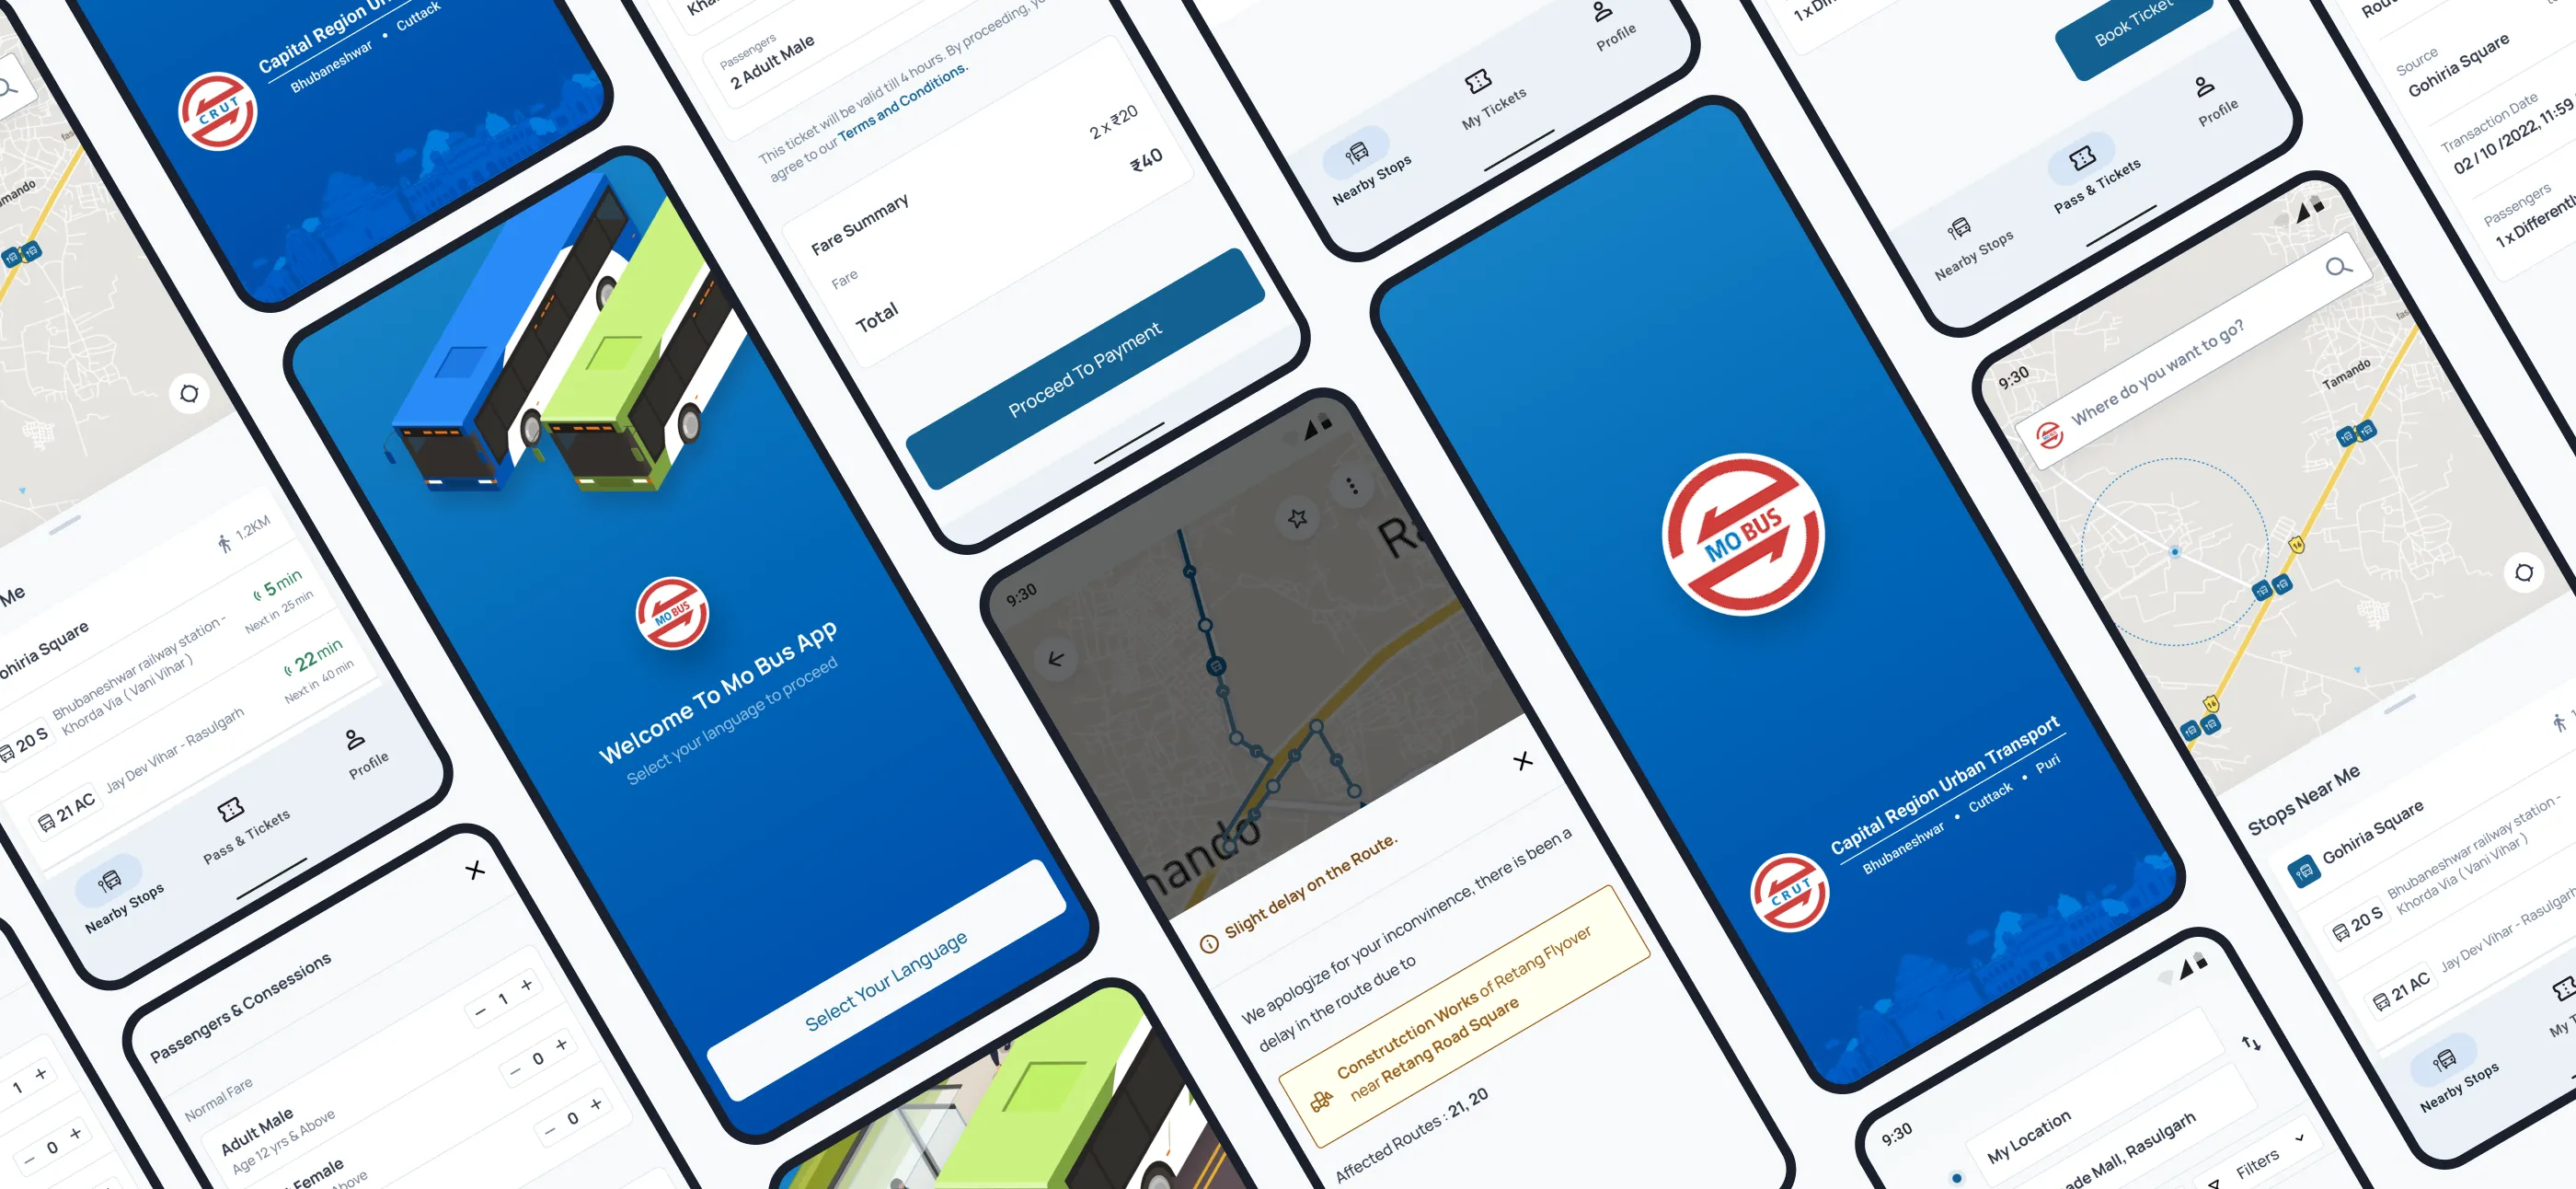 Tamando
Me
1.2KM
Gohiria Square
20 S
Bhubaneshwar railway station -
Khorda Via ( Vani Vihar )
5 min
Next in 25 min
21 AC
Jay Dev Vihar - Rasulgarh
22 min
Next in 40 min
Nearby Stops
Pass & Tickets
Profile
1
0
CRUT
Capital Region
Bhubaneshwar • Cuttack
Passengers & Consessions
Normal Fare
Adult Male
Age 12 yrs & Above
1
Female
Above
0
0
MO BUS
Welcome To Mo Bus App
Select your language to proceed
Select Your Language
Passengers
2 Adult Male
This ticket will be valid till 4 hours. By proceeding,
agree to our Terms and Conditions.
Fare Summary
Fare
2 x ₹20
Total
₹40
Proceed To Payment
9:30
Slight delay on the Route.
We apologize for your inconvinence, there is been a
delay in the route due to
Construtction Works of Retang Flyover
near Retang Road Square
Affected Routes : 21, 20
Nearby Stops
My Tickets
Profile
MO BUS
CRUT
Capital Region Urban Transport
Bhubaneshwar • Cuttack • Puri
9:30
My Location
Mall, Rasulgarh
Filters
Book Ticket
Nearby Stops
Pass & Tickets
Profile
9:30
MO BUS
Where do you want to go?
Tamando
16
16
Stops Near Me
Gohiria Square
20 S
Bhubaneshwar railway station -
Khorda Via ( Vani Vihar )
21 AC
Jay Dev Vihar - Rasulgarh
Nearby Stops
My
Source
Gohiria Square
Transaction Date
02 / 10 /2022, 11:59
Passengers
1 x